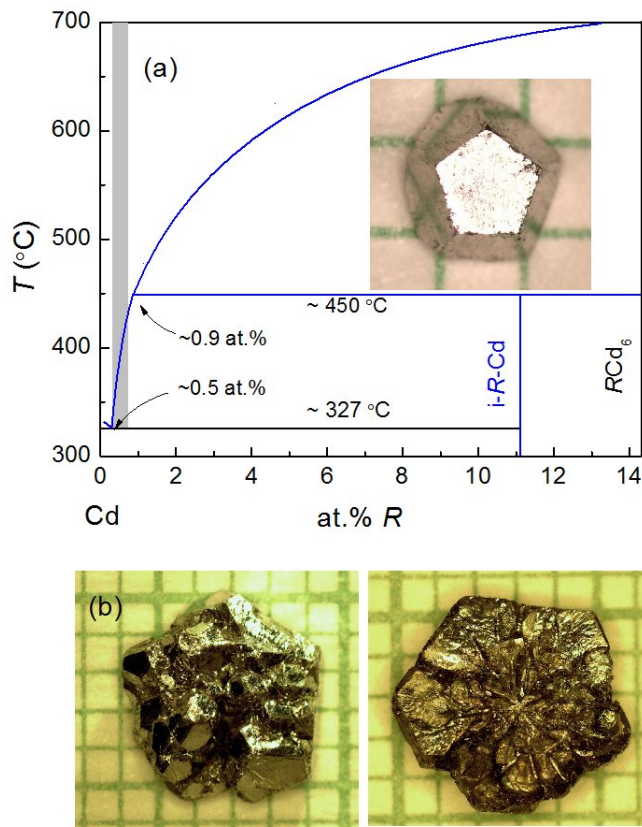 700
(a)
600
500
T (°C)
~ 450 °C
400
~0.9 at.%
~0.5 at.%
~ 327 °C
i-R-Cd
RCd₆
300
0 2 4 6 8 10 12 14
Cd
at.% R
(b)